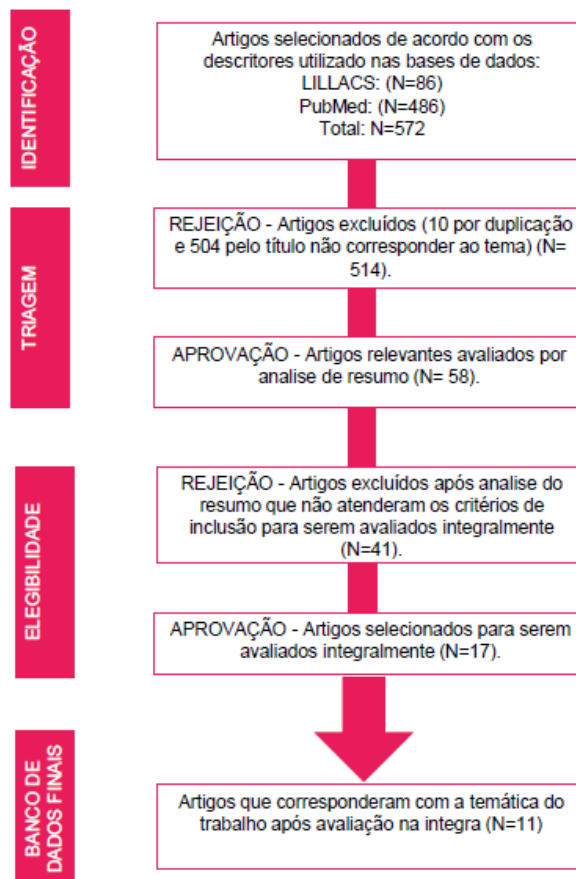 IDENTIFICAÇÃO
Artigos selecionados de acordo com os
descritores utilizado nas bases de dados:
LILLACS: (N=86)
PubMed: (N=486)
Total: N=572
TRIAGEM
REJEIÇÃO - Artigos excluídos (10 por duplicação
e 504 pelo título não corresponder ao tema) (N=
514).
APROVAÇÃO - Artigos relevantes avaliados por
analise de resumo (N= 58).
ELEGIBILIDADE
REJEIÇÃO - Artigos excluídos após analise do
resumo que não atenderam os critérios de
inclusão para serem avaliados integralmente
(N=41).
APROVAÇÃO - Artigos selecionados para serem
avaliados integralmente (N=17).
BANCO DE
DADOS FINAIS
Artigos que corresponderam com a temática do
trabalho após avaliação na integra (N=11)